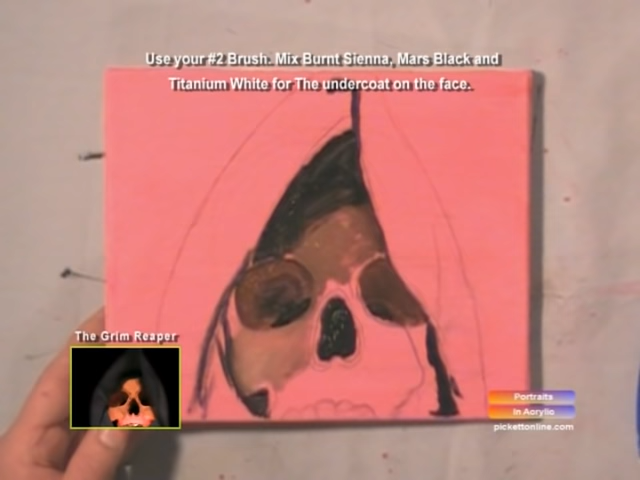 Use your #2 Brush. Mix Burnt Sienna, Mars Black and
Titanium White for The undercoat on the face.
The Grim Reaper
Portraits
In Acrylic
pickettonline.com